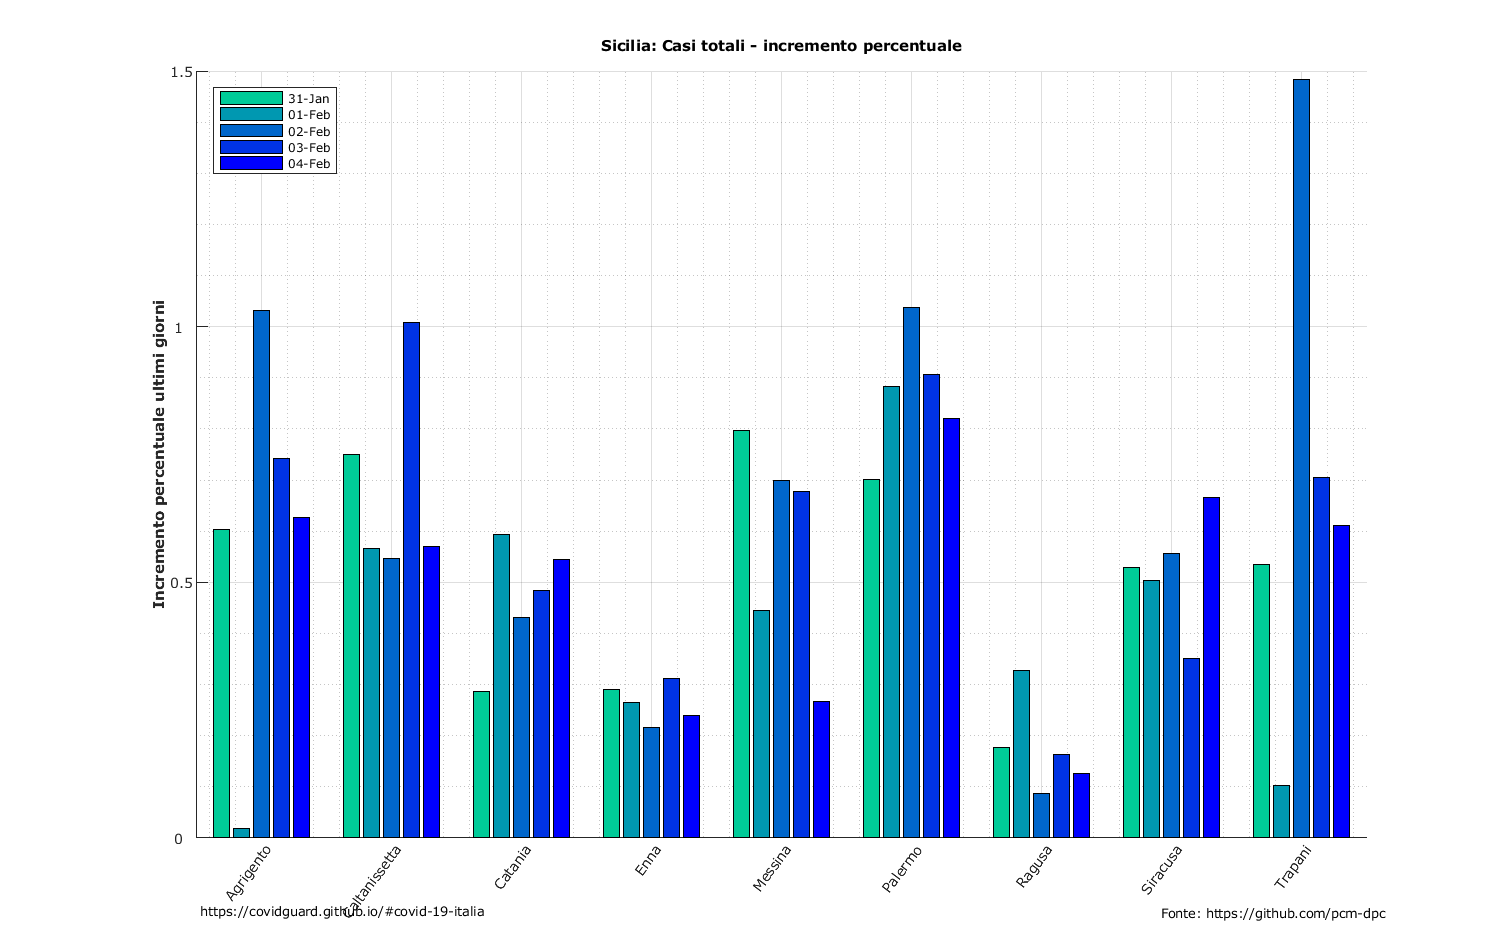 Sicilia: Casi totali - incremento percentuale
1.5
31-Jan
01-Feb
02-Feb
03-Feb
04-Feb
1
Incremento percentuale ultimi giorni
0.5
0
Agrigento
Caltanissetta
Catania
Enna
Messina
Palermo
Ragusa
Siracusa
Trapani
https://covidguard.github.io/#covid-19-italia
Fonte: https://github.com/pcm-dpc